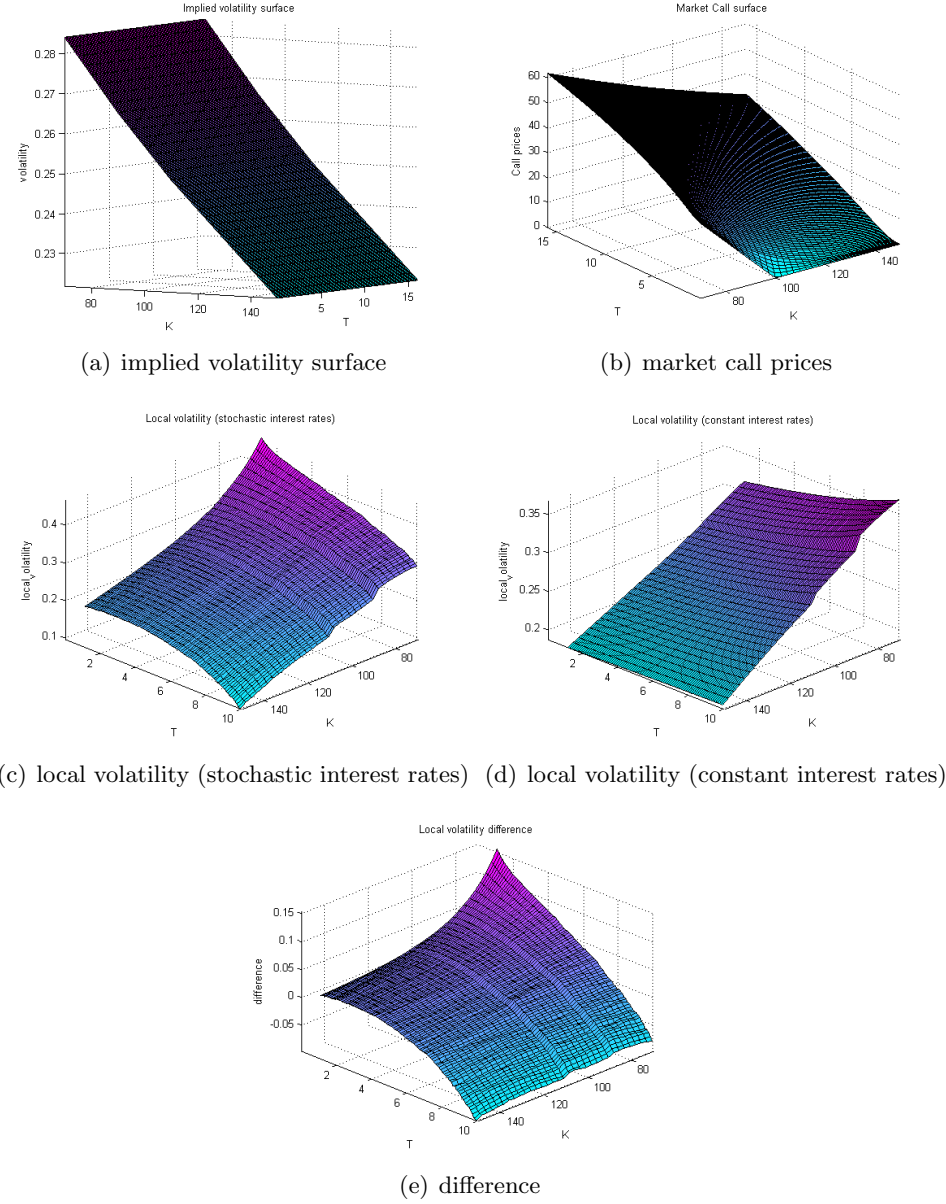 Implied volatility surface
0.28
0.27
0.26
0.25
0.24
0.23
volatility
80
100
120
140
K
5
10
15
T
(a) implied volatility surface
Market Call surface
60
50
40
30
20
10
0
Call prices
15
10
5
T
80
100
120
140
K
(b) market call prices
Local volatility (stochastic interest rates)
0.4
0.3
0.2
0.1
local_volatility
2
4
6
8
10
T
140
120
100
80
K
(c) local volatility (stochastic interest rates)
Local volatility (constant interest rates)
0.35
0.3
0.25
0.2
local_volatility
2
4
6
8
10
T
140
120
100
80
K
(d) local volatility (constant interest rates)
Local volatility difference
0.15
0.1
0.05
0
-0.05
difference
2
4
6
8
10
T
140
120
100
80
K
(e) difference